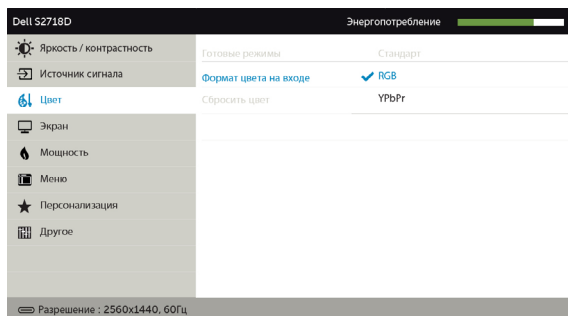 Dell S2718D Энергопотребление
Яркость / контрастность Готовые режимы Стандарт
Источник сигнала Формат цвета на входе RGB
Цвет Сбросить цвет YPbPr
Экран
Мощность
Меню
Персонализация
Другое
Разрешение : 2560x1440, 60Гц